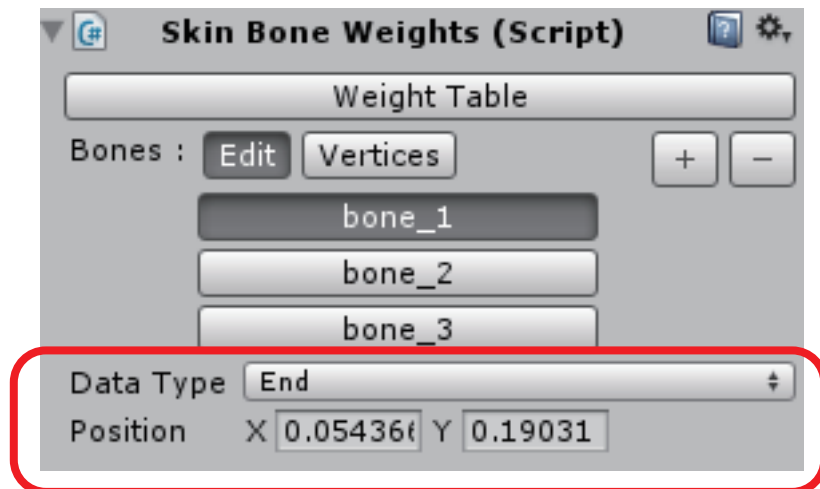 Skin Bone Weights (Script)
Weight Table
Bones : Edit Vertices + −
bone_1
bone_2
bone_3
Data Type End
Position X 0.05436 Y 0.19031